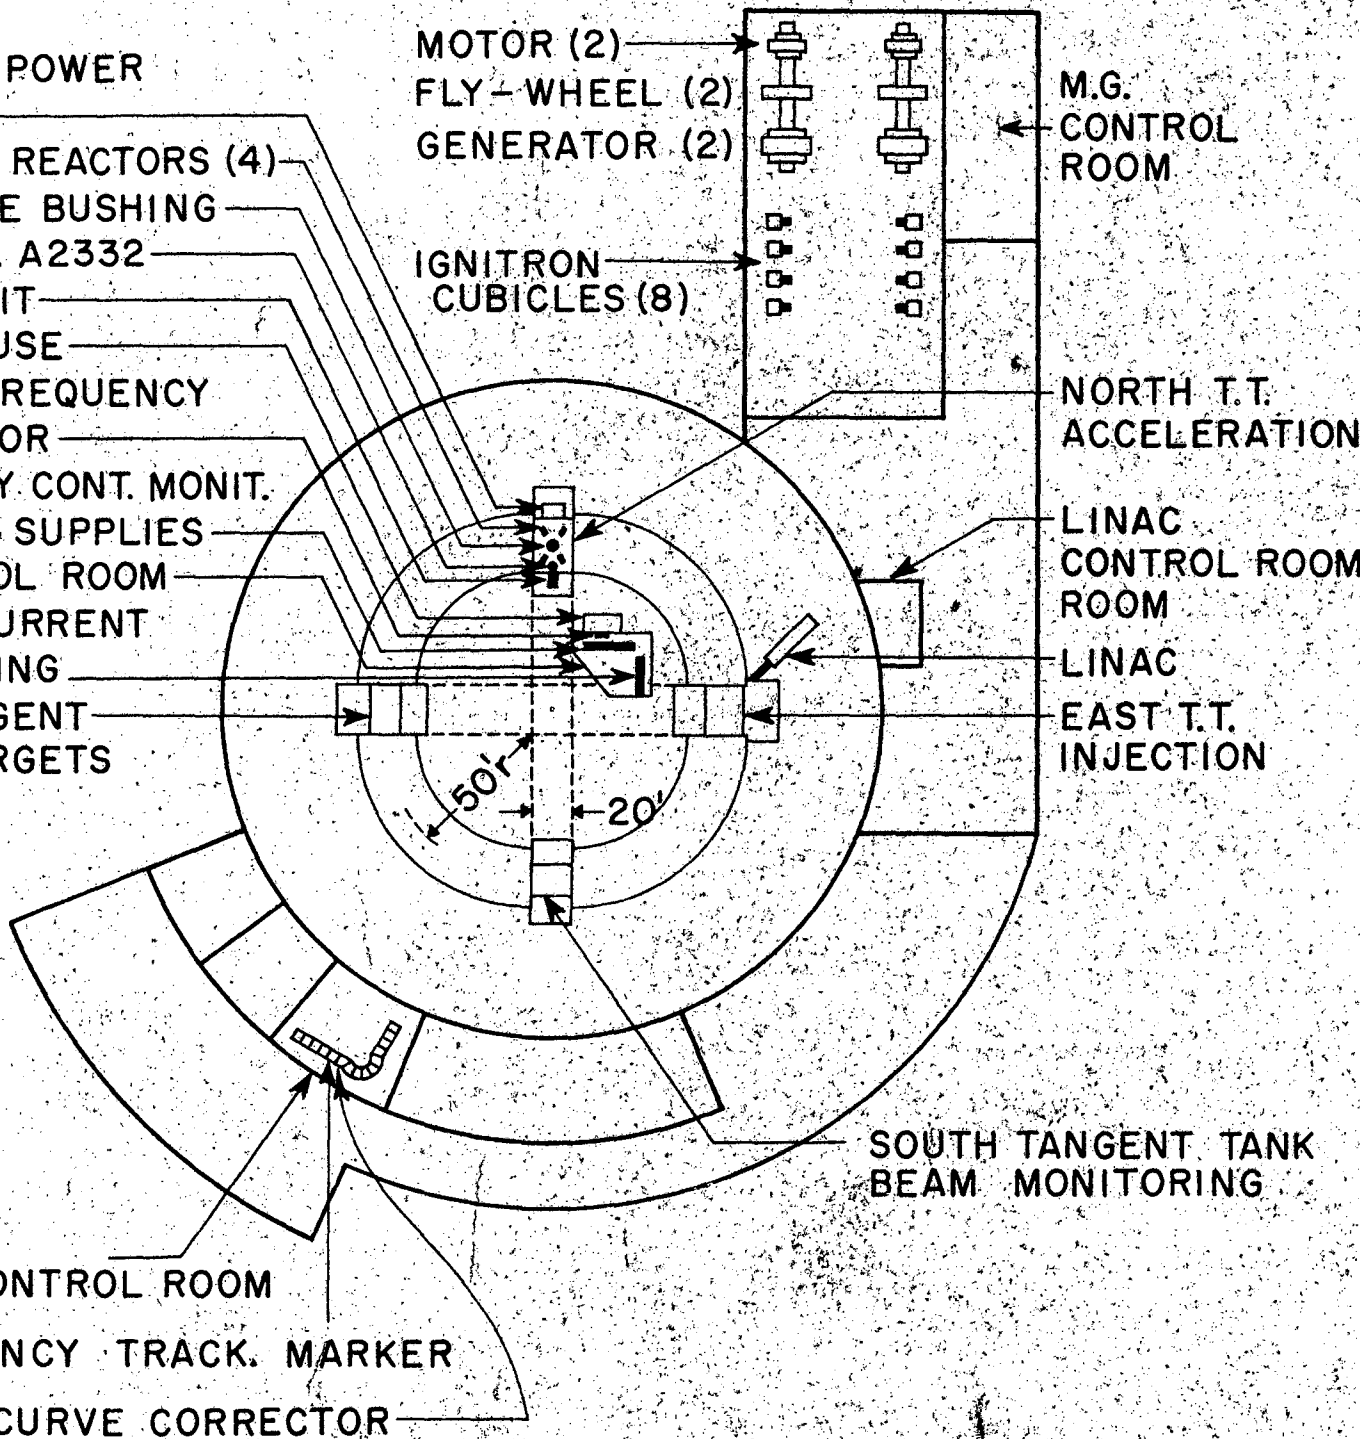 POWER
REACTORS (4)
E BUSHING
A2332
IT
USE
REQUENCY
OR
Y CONT. MONIT.
SUPPLIES
OL ROOM
URRENT
ING
GENT
RGETS
MOTOR (2)
FLY-WHEEL (2)
GENERATOR (2)
IGNITRON
CUBICLES (8)
M.G.
CONTROL
ROOM
NORTH T.T.
ACCELERATION
LINAC
CONTROL ROOM
ROOM
LINAC
EAST T.T.
INJECTION
50'r
20'
SOUTH TANGENT TANK
BEAM MONITORING
ONTROL ROOM
NCY TRACK. MARKER
CURVE CORRECTOR